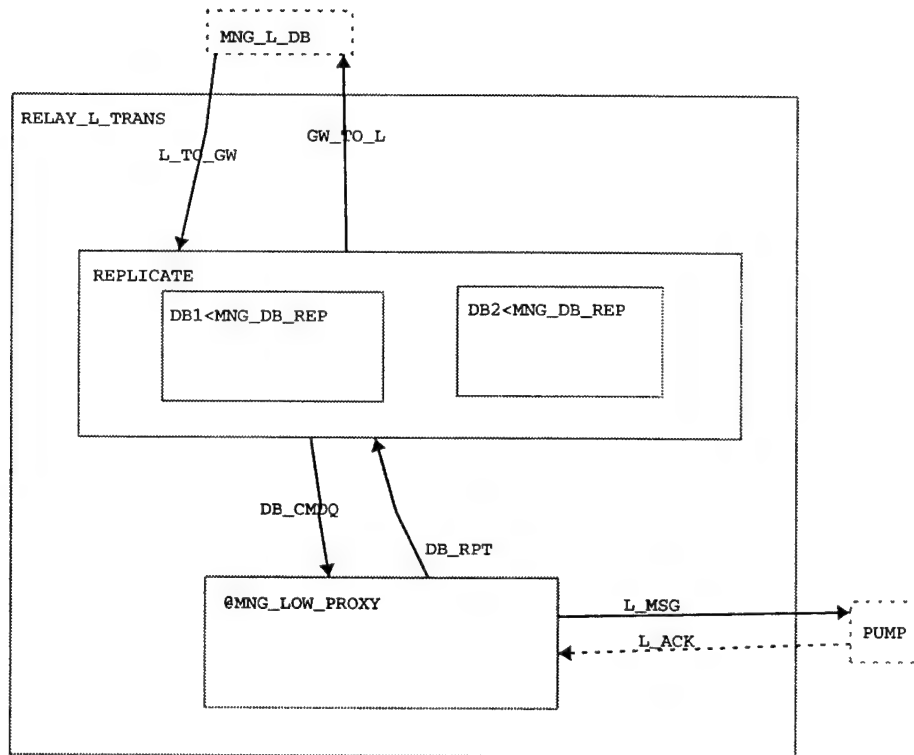 MNG_L_DB
RELAY_L_TRANS
GW_TO_L
L_TO_GW
REPLICATE
DB1<MNG_DB_REP
DB2<MNG_DB_REP
DB_CMDQ
DB_RPT
@MNG_LOW_PROXY
L_MSG
PUMP
L_ACK